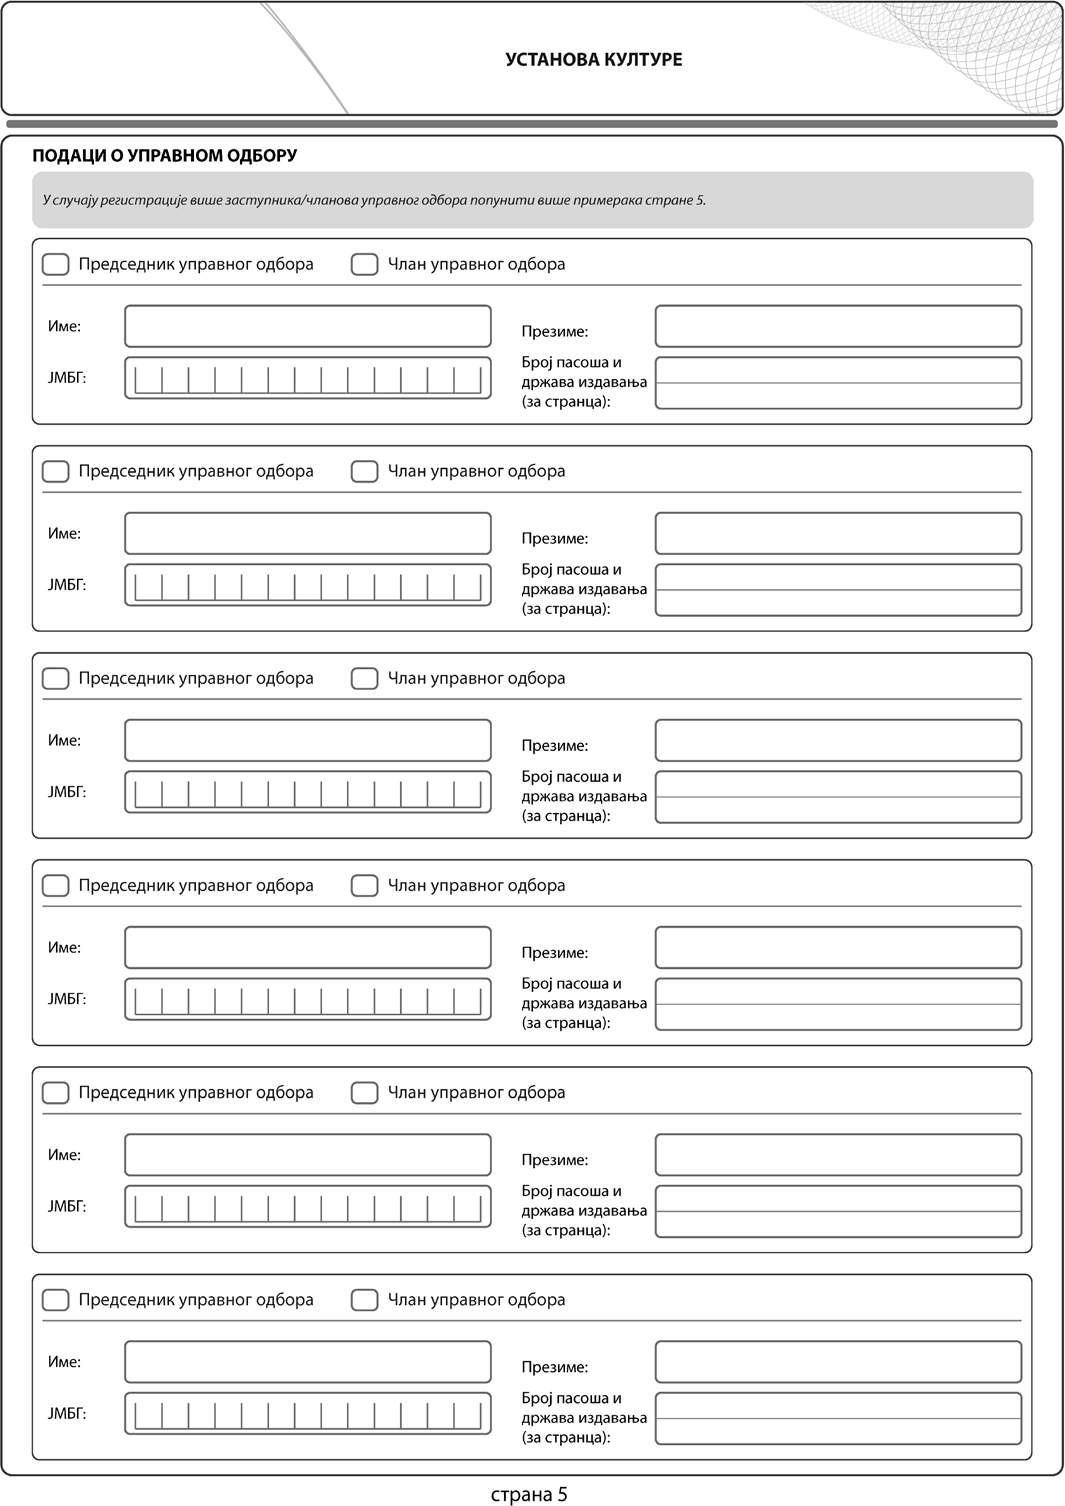 УСТАНОВА КУЛТУРЕ
ПОДАЦИ О УПРАВНОМ ОДБОРУ
У случају регистрације више заступника/чланова управног одбора попунити више примерака стране 5.
Председник управног одбора Члан управног одбора
Име: Презиме:
ЈМБГ: Број пасоша и
држава издавања
(за странца):
Председник управног одбора Члан управног одбора
Име: Презиме:
ЈМБГ: Број пасоша и
држава издавања
(за странца):
Председник управног одбора Члан управног одбора
Име: Презиме:
ЈМБГ: Број пасоша и
држава издавања
(за странца):
Председник управног одбора Члан управног одбора
Име: Презиме:
ЈМБГ: Број пасоша и
држава издавања
(за странца):
Председник управног одбора Члан управног одбора
Име: Презиме:
ЈМБГ: Број пасоша и
држава издавања
(за странца):
Председник управног одбора Члан управног одбора
Име: Презиме:
ЈМБГ: Број пасоша и
држава издавања
(за странца):
страна 5